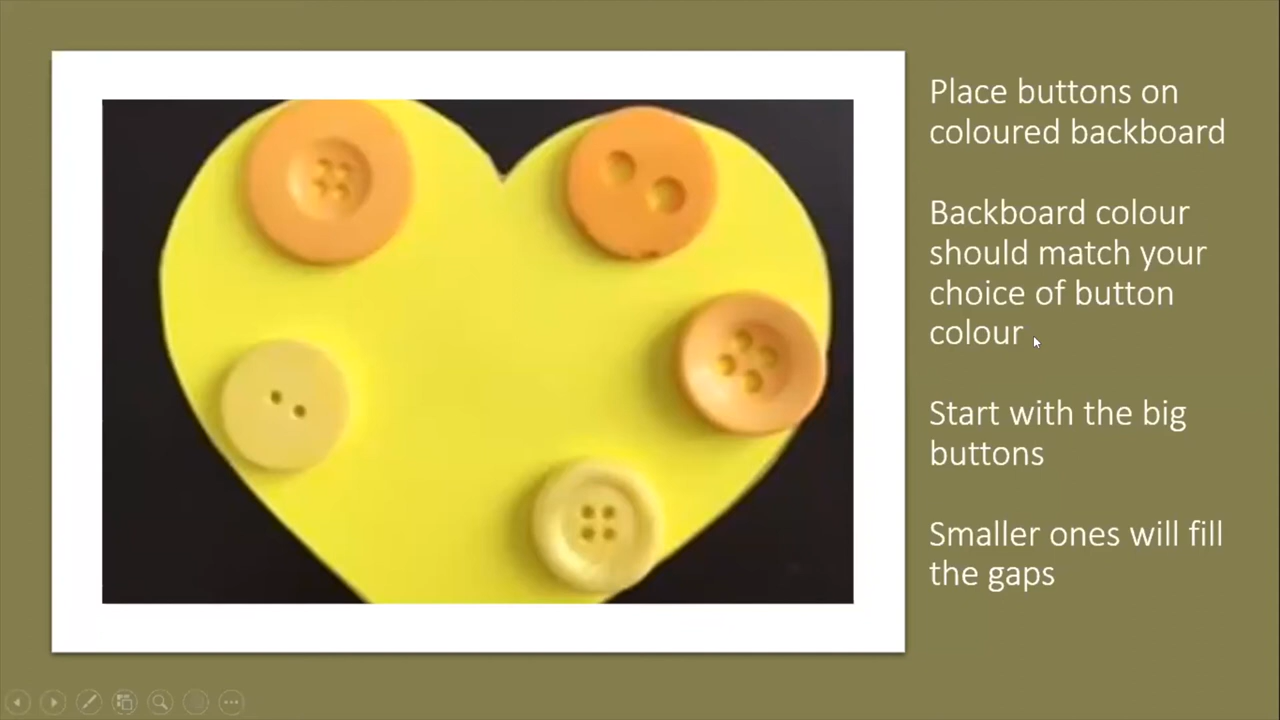 Place buttons on
coloured backboard
Backboard colour
should match your
choice of button
colour
Start with the big
buttons
Smaller ones will fill
the gaps